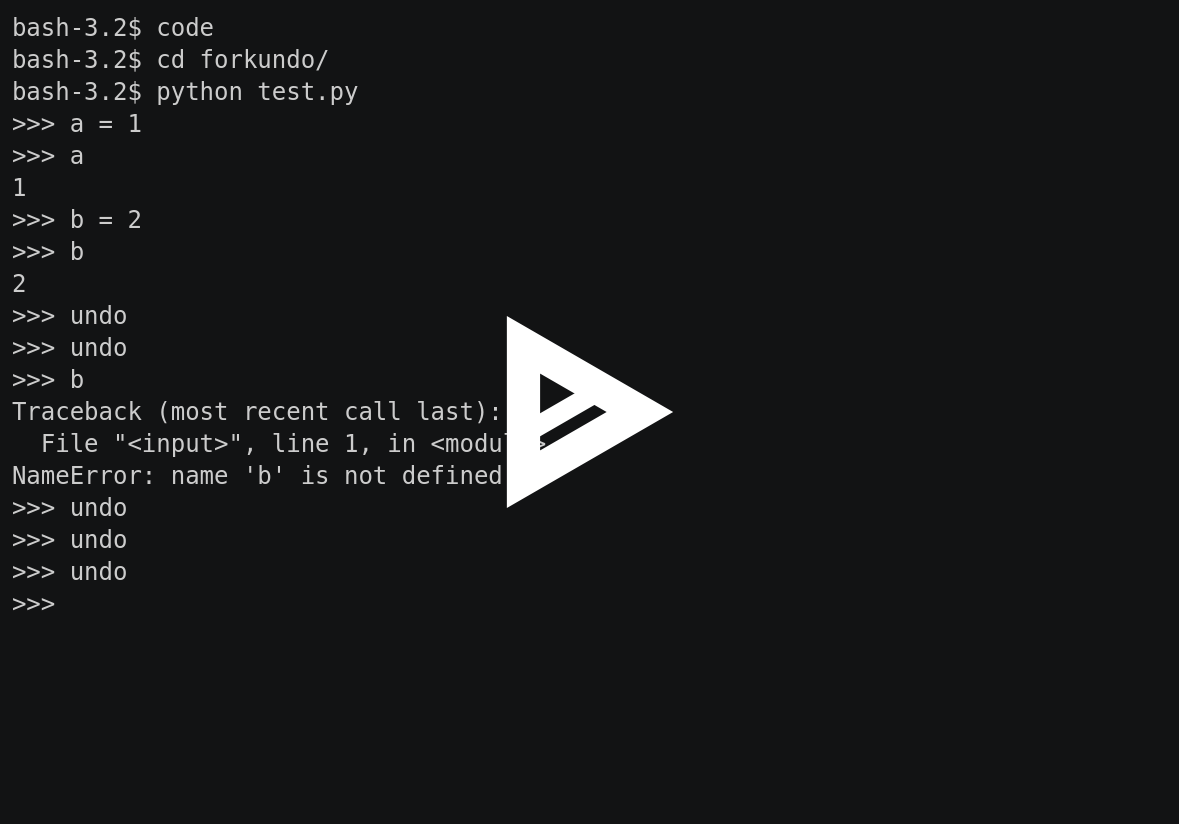 bash-3.2$ code
bash-3.2$ cd forkundo/
bash-3.2$ python test.py
>>> a = 1
>>> a
1
>>> b = 2
>>> b
2
>>> undo
>>> undo
>>> b
Traceback (most recent call last):
  File "<input>", line 1, in <modul>
NameError: name 'b' is not defined
>>> undo
>>> undo
>>> undo
>>>